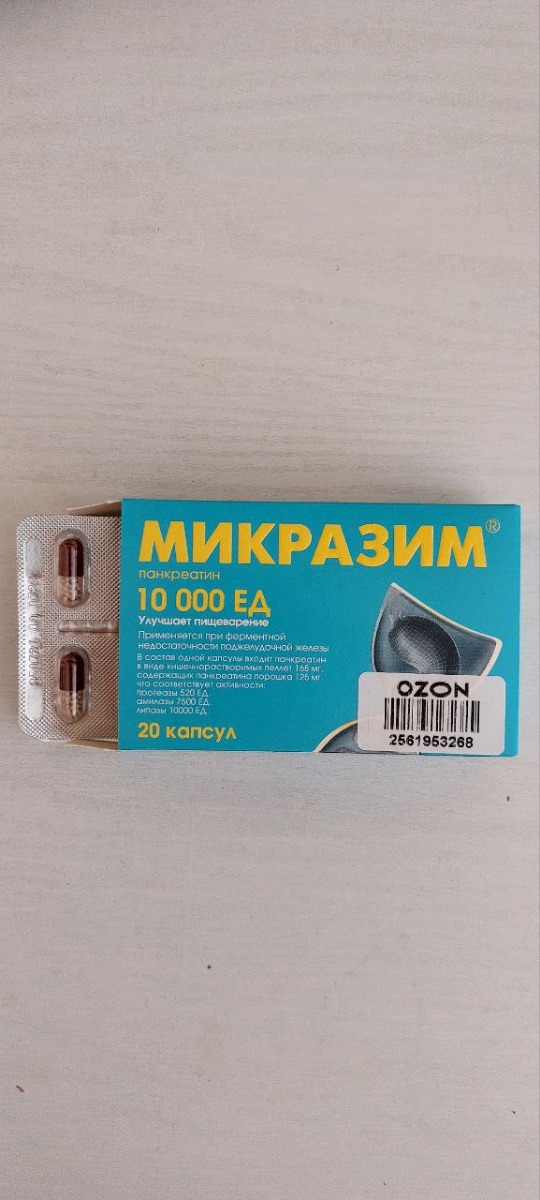 МИКРАЗИМ®
панкреатин
10 000 ЕД
Улучшает пищеварение
Применяется при ферментной
недостаточности поджелудочной железы
В состав одной капсулы входит панкреатин
в виде кишечнорастворимых пеллет 168 мг,
содержащих панкреатина порошка 125 мг,
что соответствует активности:
протеазы 520 ЕД,
амилазы 7500 ЕД,
липазы 10000 ЕД.
20 капсул
OZON
2561953268